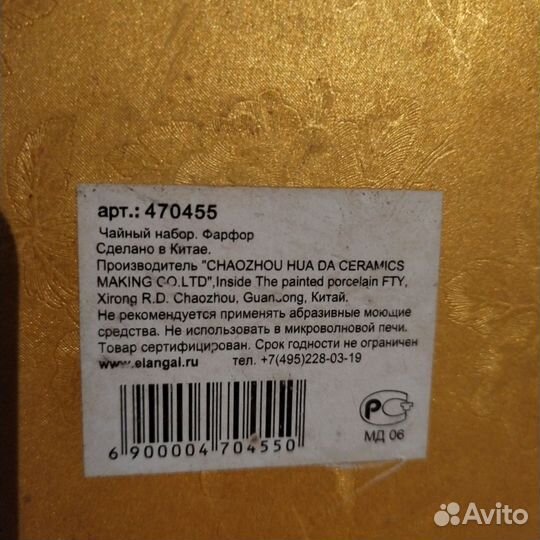 арт.: 470455
Чайный набор. Фарфор
Сделано в Китае.
Производитель "CHAOZHOU HUA DA CERAMICS
MAKING CO.LTD",Inside The painted porcelain FTY,
Xirong R.D. Chaozhou, GuanDong, Китай.
Не рекомендуется применять абразивные моющие
средства. Не использовать в микроволновой печи.
Товар сертифицирован. Срок годности не ограничен
www.elangal.ru тел. +7(495)228-03-19
6 900004 704550
РС
МД 06
Avito